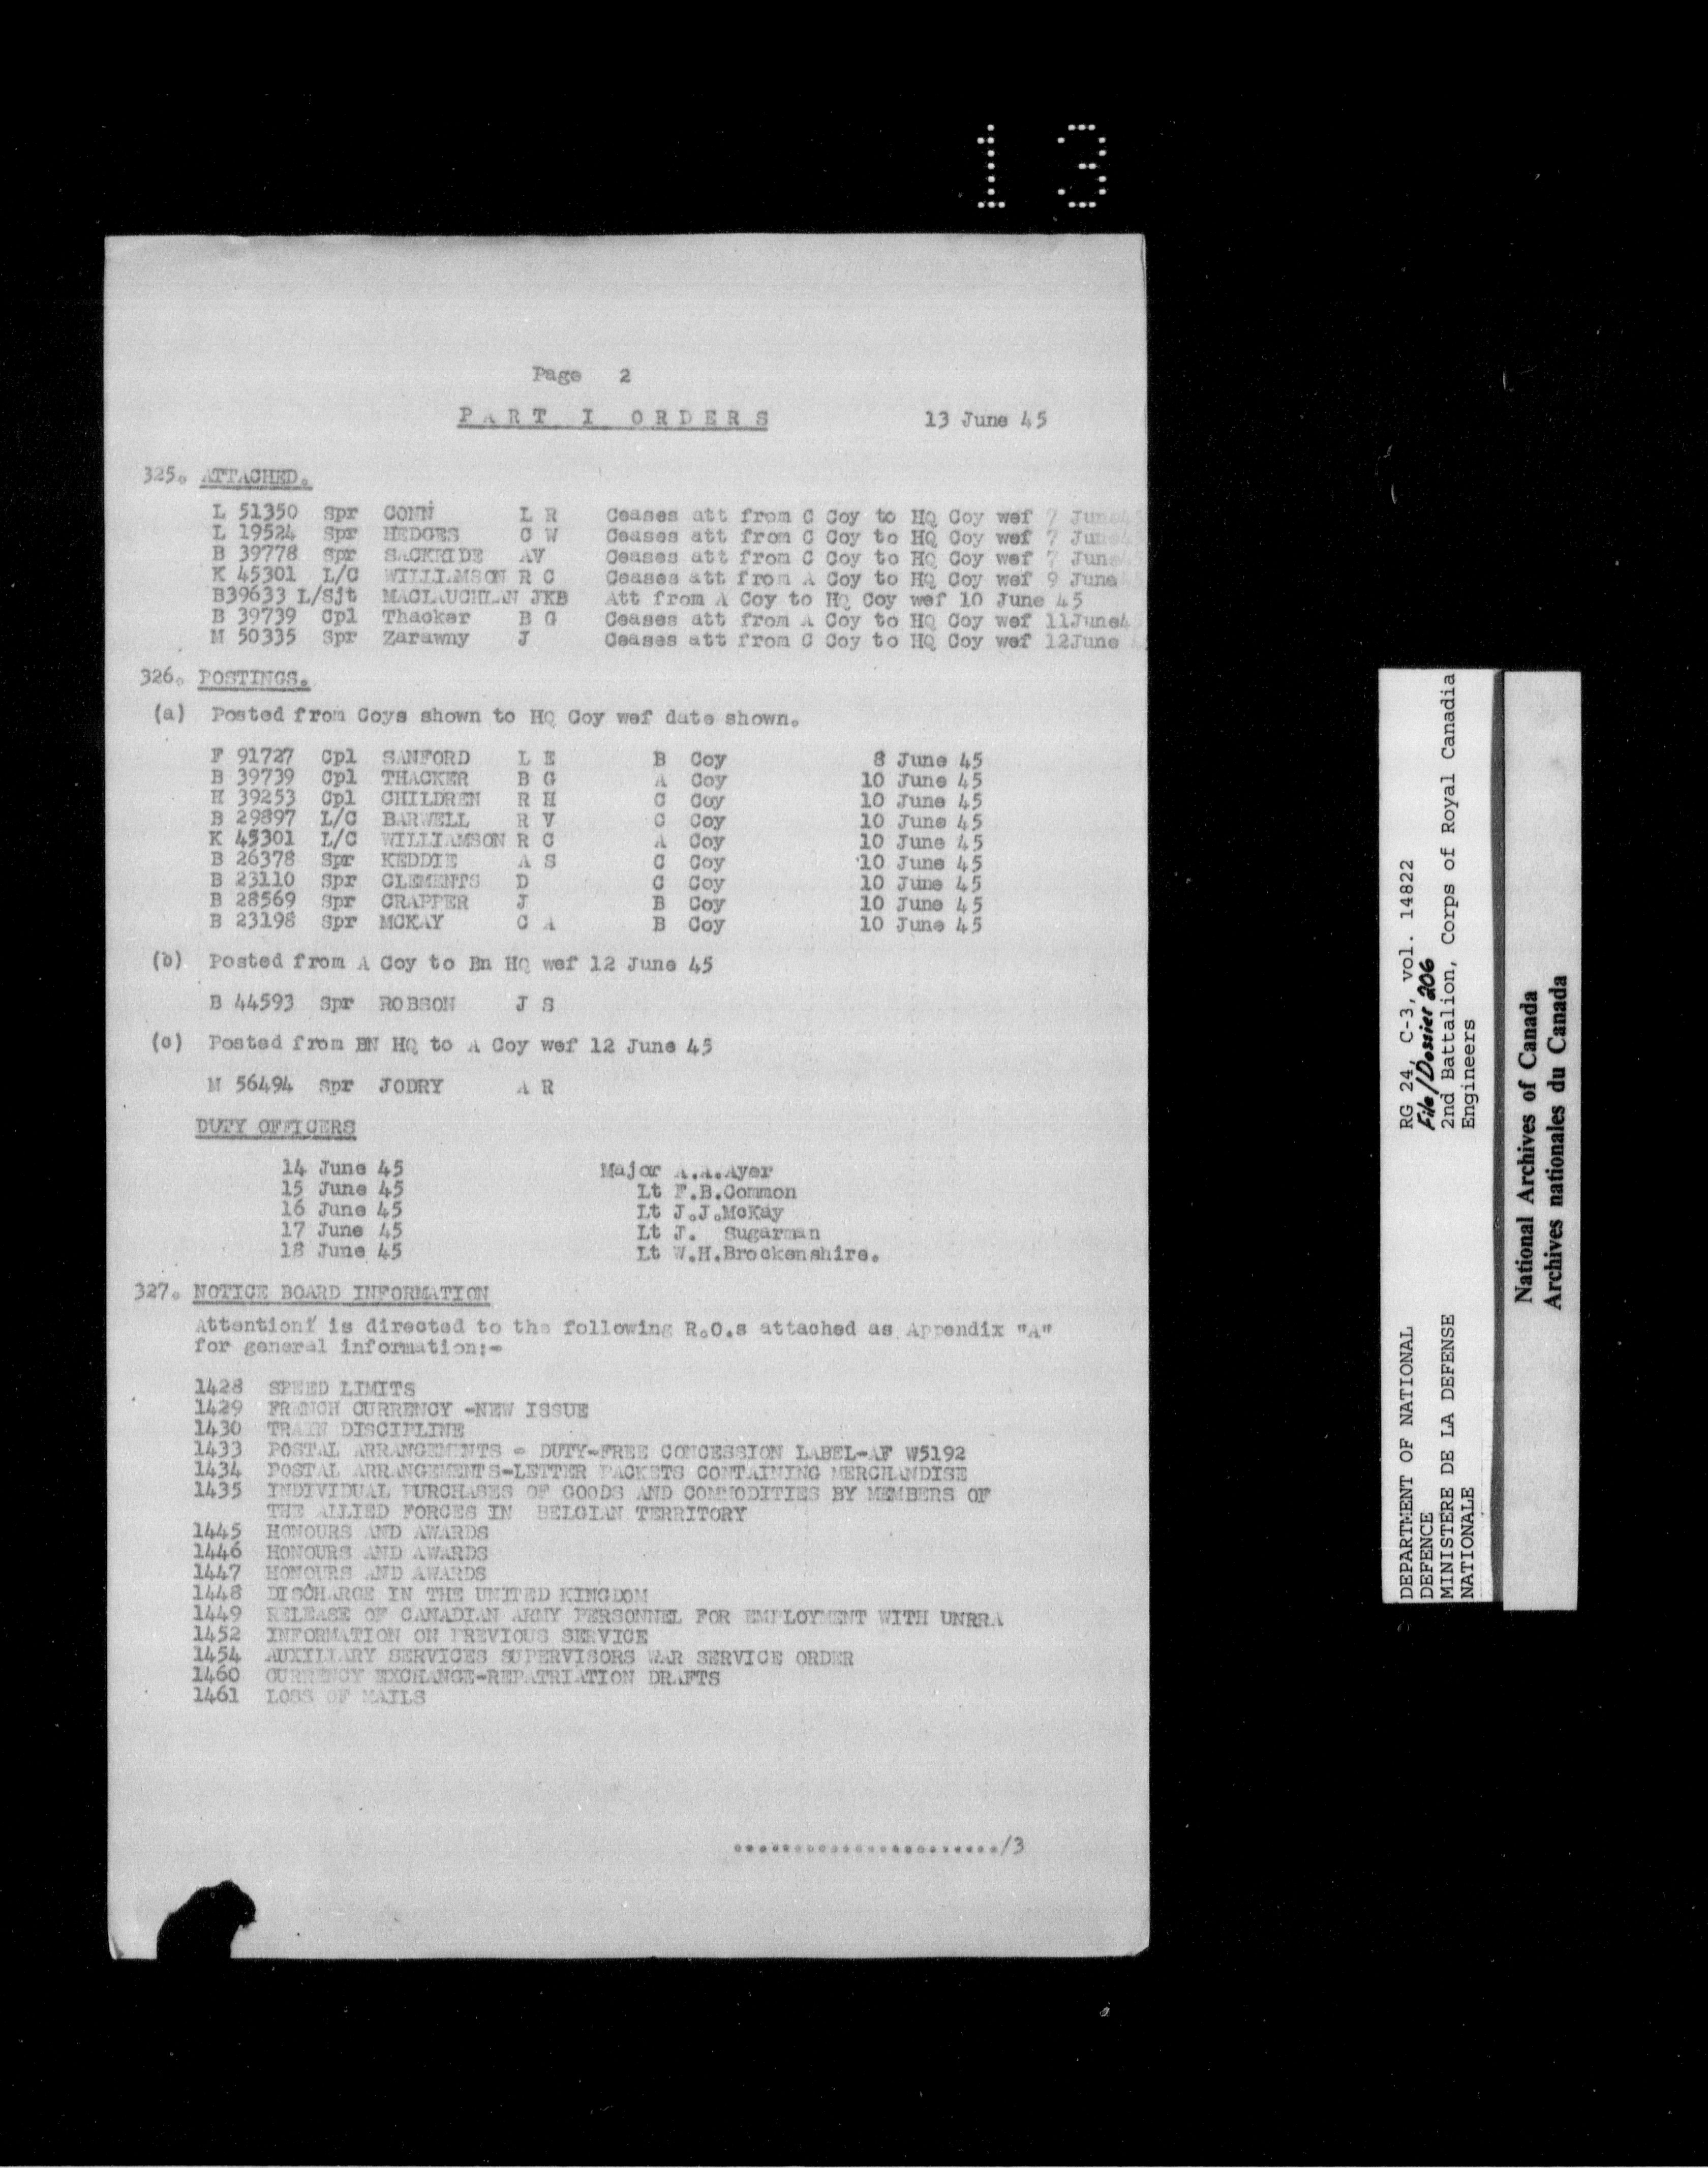 13
Page 2
PART I ORDERS 13 June 45
325. ATTACHED.
L 51350 Spr CONN L R Ceases att from C Coy to HQ Coy wef 7 June45
L 19524 Spr HEDGES C W Ceases att from C Coy to HQ Coy wef 7 June45
B 39778 Spr SACKRIDE AV Ceases att from C Coy to HQ Coy wef 7 June45
K 45301 L/C WILLIAMSON R C Ceases att from A Coy to HQ Coy wef 9 June
B39633 L/Sjt MACLAUCHLAN JKB Att from A Coy to HQ Coy wef 10 June 45
B 39739 Cpl Thacker B G Ceases att from A Coy to HQ Coy wef 11June45
M 50335 Spr Zarawny J Ceases att from C Coy to HQ Coy wef 12June
326. POSTINGS.
(a) Posted from Coys shown to HQ Coy wef date shown.
F 91727 Cpl SANFORD L E B Coy 8 June 45
B 39739 Cpl THACKER B G A Coy 10 June 45
H 39253 Cpl CHILDREN R H C Coy 10 June 45
B 29897 L/C BARWELL R V C Coy 10 June 45
K 45301 L/C WILLIAMSON R C A Coy 10 June 45
B 26378 Spr KEDDIE A S C Coy 10 June 45
B 23110 Spr CLEMENTS D C Coy 10 June 45
B 28569 Spr CRAPPER J B Coy 10 June 45
B 23198 Spr MCKAY C A B Coy 10 June 45
(b) Posted from A Coy to Bn HQ wef 12 June 45
B 44593 Spr ROBSON J S
(c) Posted from BN HQ to A Coy wef 12 June 45
M 56494 Spr JODRY A R
DUTY OFFICERS
14 June 45 Major A.A.Ayer
15 June 45 Lt F.B.Common
16 June 45 Lt J.J.McKay
17 June 45 Lt J. Sugarman
18 June 45 Lt W.H.Brockenshire.
327. NOTICE BOARD INFORMATION
Attention is directed to the following R.O.s attached as Appendix "A"
for general information:-
1428 SPEED LIMITS
1429 FRENCH CURRENCY -NEW ISSUE
1430 TRAIN DISCIPLINE
1433 POSTAL ARRANGEMENTS - DUTY-FREE CONCESSION LABEL-AF W5192
1434 POSTAL ARRANGEMENTS-LETTER PACKETS CONTAINING MERCHANDISE
1435 INDIVIDUAL PURCHASES OF GOODS AND COMMODITIES BY MEMBERS OF
THE ALLIED FORCES IN BELGIAN TERRITORY
1445 HONOURS AND AWARDS
1446 HONOURS AND AWARDS
1447 HONOURS AND AWARDS
1448 DISCHARGE IN THE UNITED KINGDOM
1449 RELEASE OF CANADIAN ARMY PERSONNEL FOR EMPLOYMENT WITH UNRRA
1452 INFORMATION ON PREVIOUS SERVICE
1454 AUXILIARY SERVICES SUPERVISORS WAR SERVICE ORDER
1460 CURRENCY EXCHANGE-REPATRIATION DRAFTS
1461 LOSS OF MAILS
....................../3
DEPARTMENT OF NATIONAL
DEFENCE
MINISTERE DE LA DEFENSE
NATIONALE
RG 24, C-3, vol. 14822
File/Dossier 206
2nd Battalion, Corps of Royal Canadia
Engineers
National Archives of Canada
Archives nationales du Canada